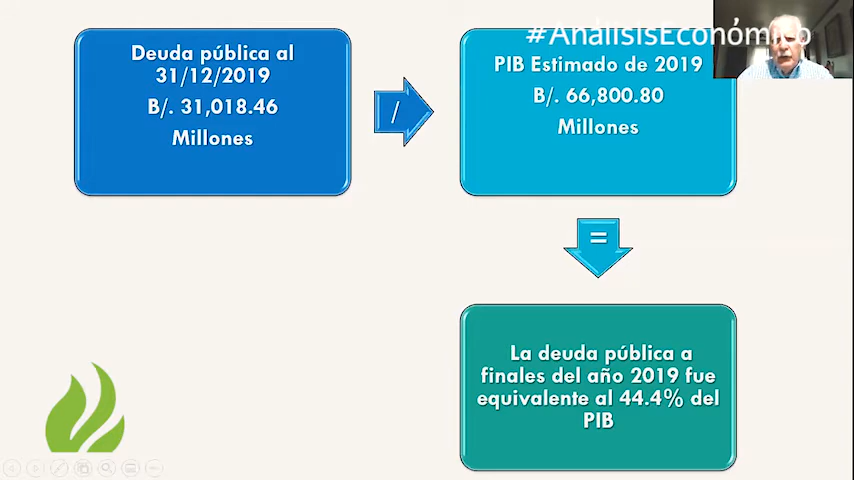 #AnálisisEconómico
Deuda pública al
31/12/2019
B/. 31,018.46
Millones
/
PIB Estimado de 2019
B/. 66,800.80
Millones
=
La deuda pública a
finales del año 2019 fue
equivalente al 44.4% del
PIB